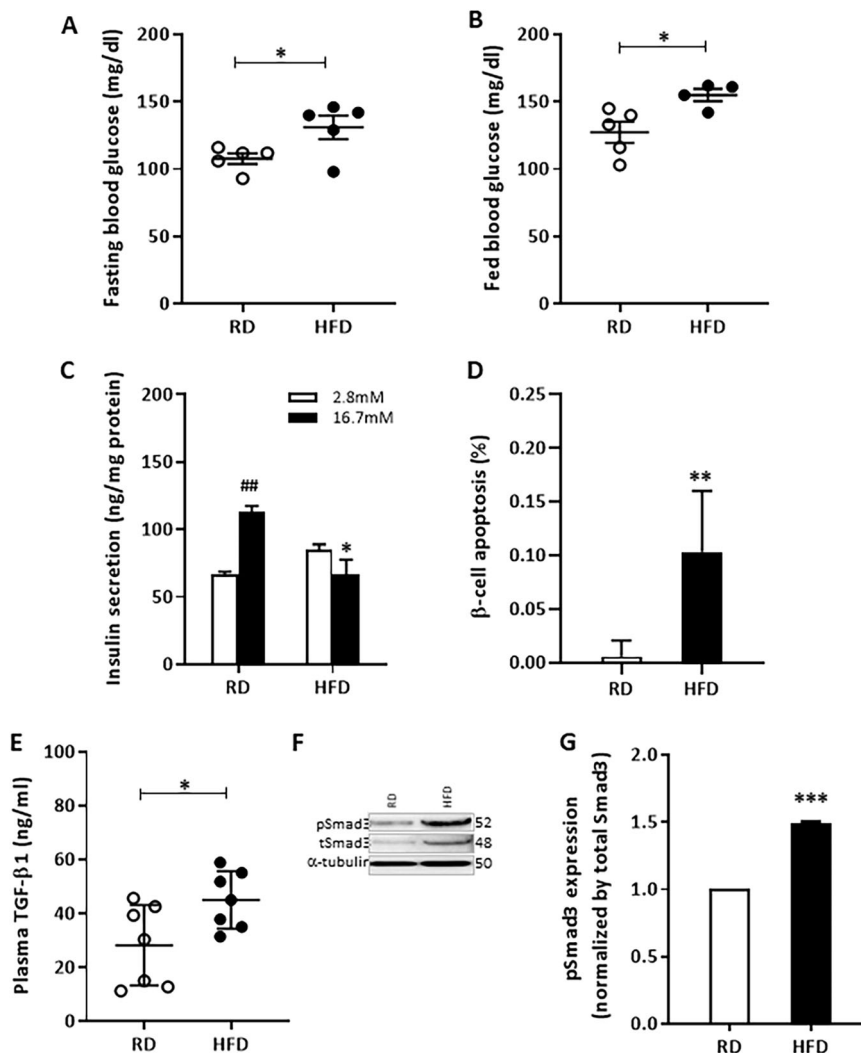 A
Fasting blood glucose (mg/dl)
200
150
100
50
0
*
RD
HFD
B
Fed blood glucose (mg/dl)
200
150
100
50
0
*
RD
HFD
C
Insulin secretion (ng/mg protein)
200
150
100
50
0
2.8mM
16.7mM
##
*
RD
HFD
D
β-cell apoptosis (%)
0.25
0.20
0.15
0.10
0.05
0.00
**
RD
HFD
E
Plasma TGF-β1 (ng/ml)
100
80
60
40
20
0
*
RD
HFD
F
RD
HFD
pSmad3 52
tSmad3 48
α-tubulin 50
G
pSmad3 expression
(normalized by total Smad3)
2.0
1.5
1.0
0.5
0.0
***
RD
HFD